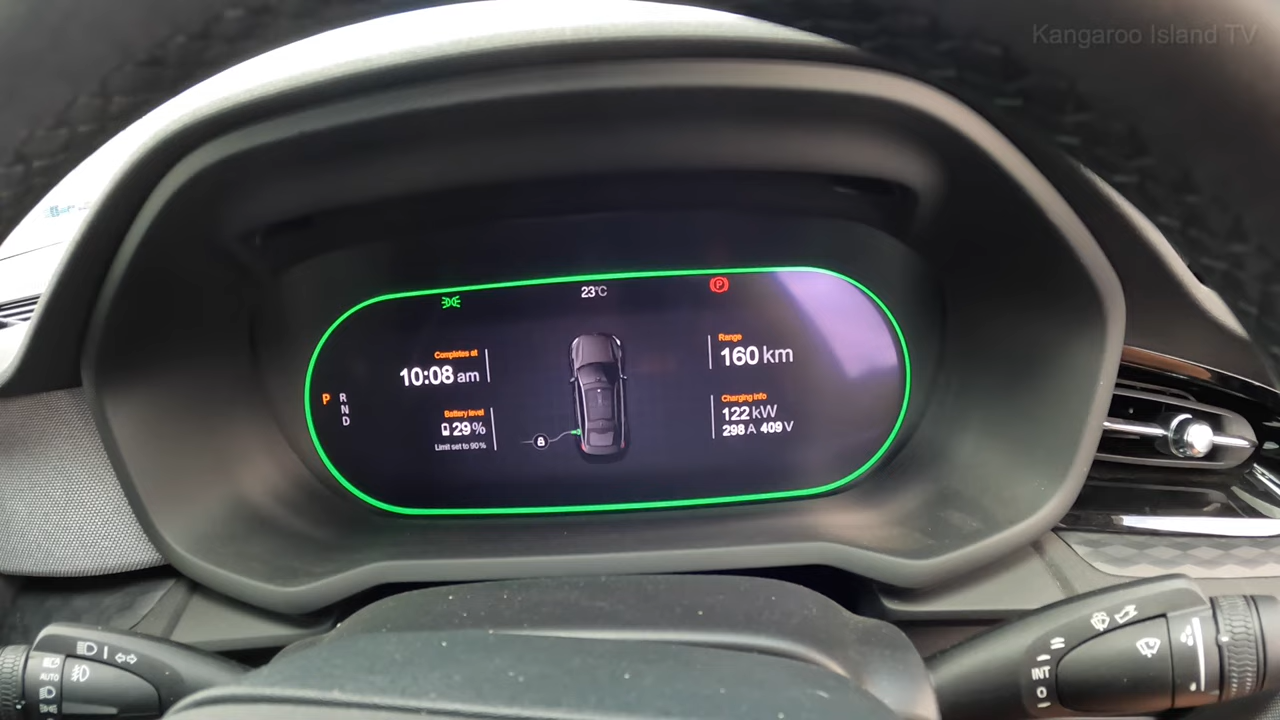 Kangaroo Island TV
23°C
P
Completes at
10:08 am
Battery level
29%
Limit set to 90%
P R
N
D
Range
160 km
Charging info
122 kW
298 A 409 V
AUTO
INT
O